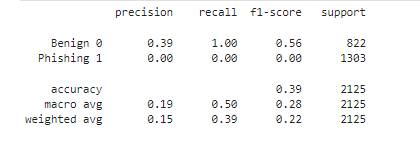 precision recall f1-score support
Benign 0 0.39 1.00 0.56 822
Phishing 1 0.00 0.00 0.00 1303
accuracy 0.39 2125
macro avg 0.19 0.50 0.28 2125
weighted avg 0.15 0.39 0.22 2125